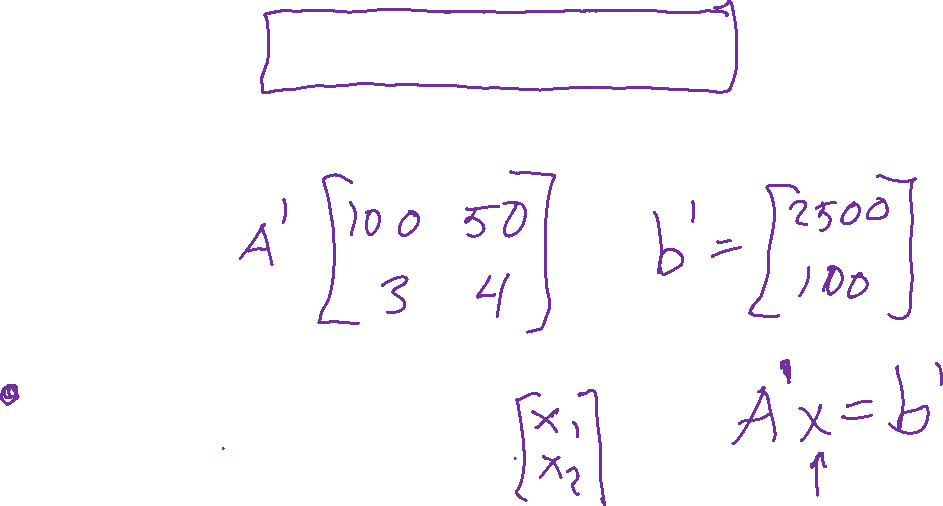 A' [100 50] b' = [2500]
[3 4] [100]
[x₁] A'x = b'
[x₂] ↑